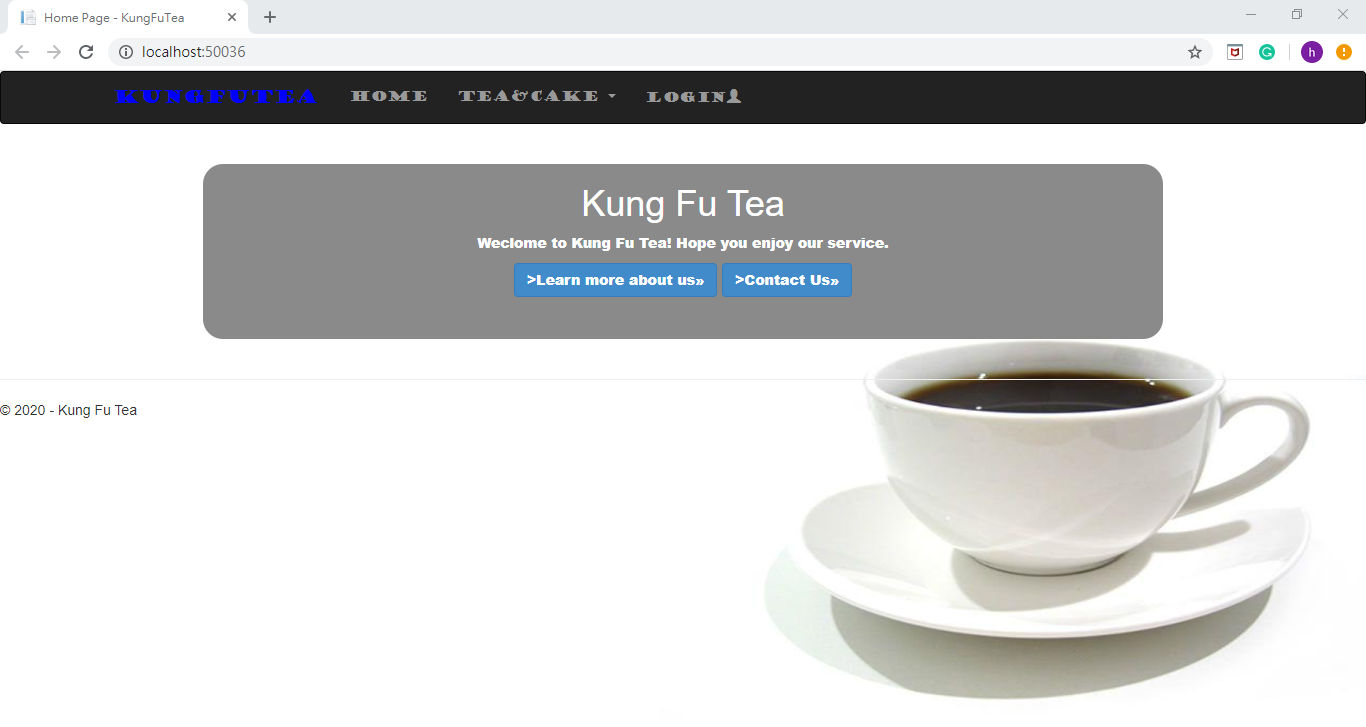 Home Page - KungFuTea
localhost:50036
h
KUNGFUTEA HOME TEA&CAKE LOGIN
Kung Fu Tea
Weclome to Kung Fu Tea! Hope you enjoy our service.
>Learn more about us» >Contact Us»
© 2020 - Kung Fu Tea